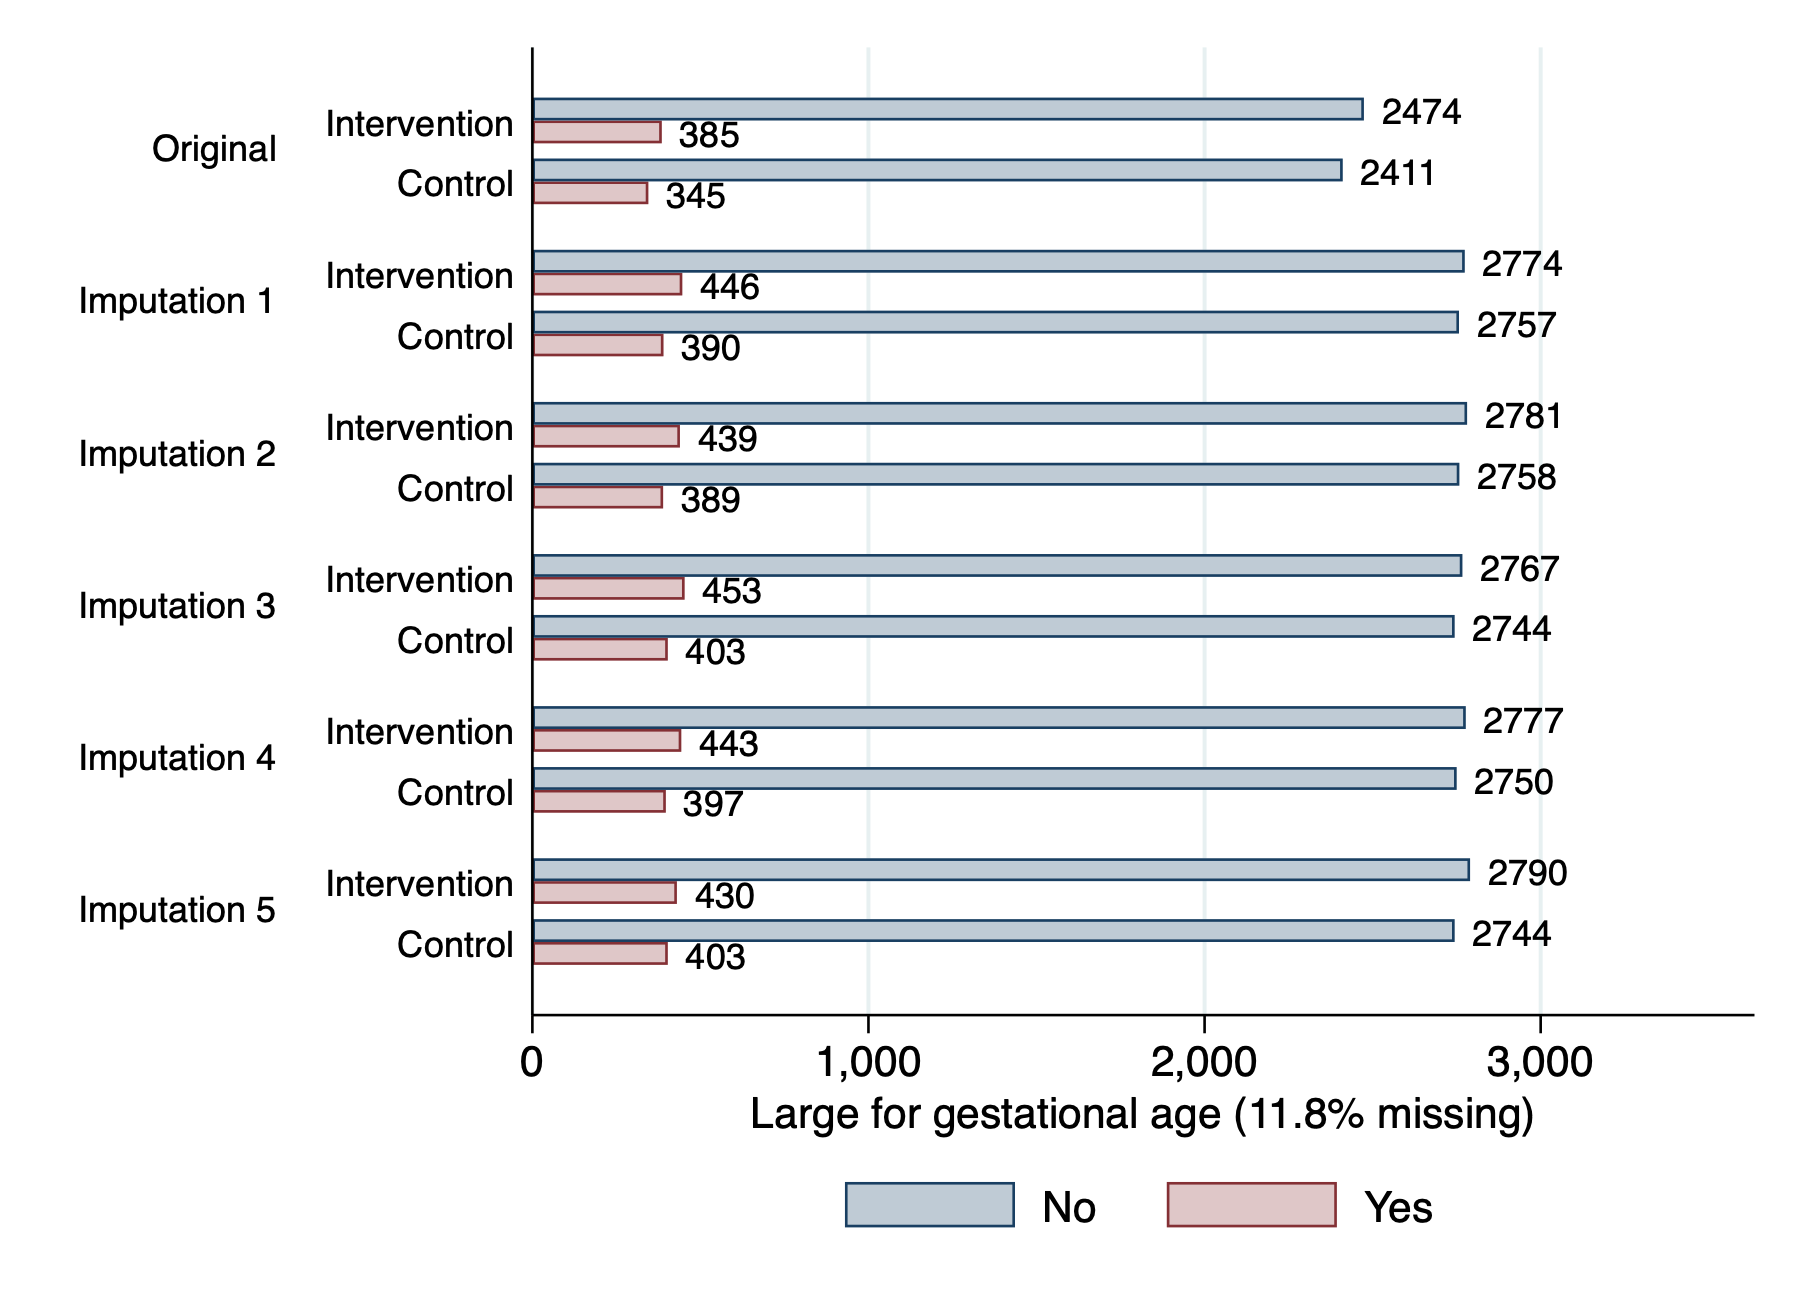 Original
Intervention
2474
385
Control
2411
345
Imputation 1
Intervention
2774
446
Control
2757
390
Imputation 2
Intervention
2781
439
Control
2758
389
Imputation 3
Intervention
2767
453
Control
2744
403
Imputation 4
Intervention
2777
443
Control
2750
397
Imputation 5
Intervention
2790
430
Control
2744
403
0 1,000 2,000 3,000
Large for gestational age (11.8% missing)
No Yes